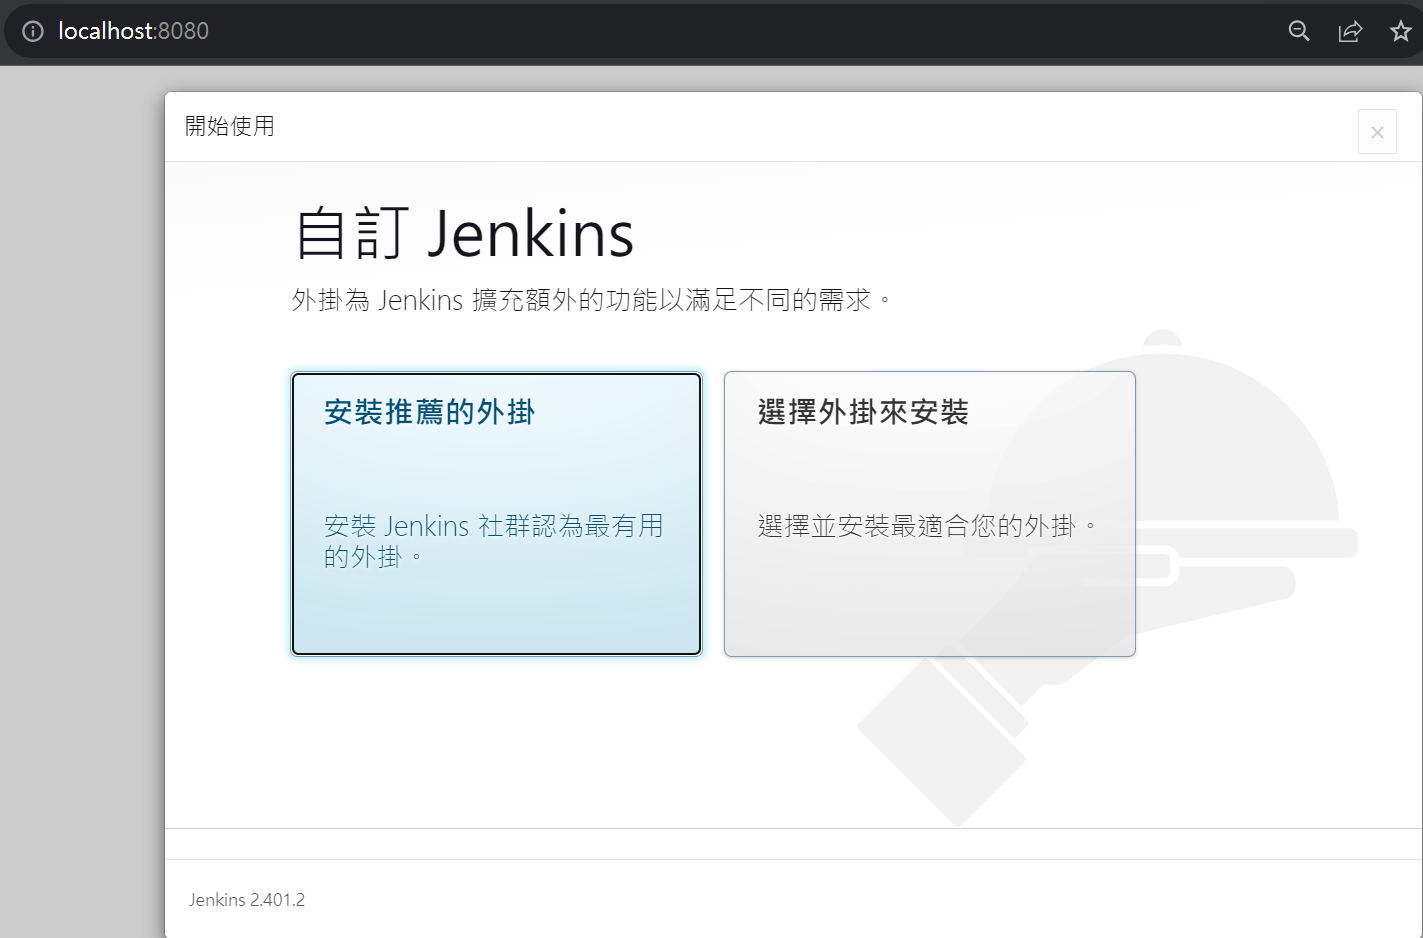 localhost:8080
開始使用
自訂 Jenkins
外掛為 Jenkins 擴充額外的功能以滿足不同的需求。
安裝推薦的外掛
安裝 Jenkins 社群認為最有用
的外掛。
選擇外掛來安裝
選擇並安裝最適合您的外掛。
Jenkins 2.401.2